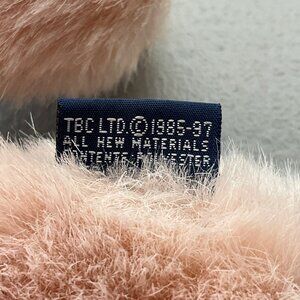 TBC LTD.©1985-97
ALL NEW MATERIALS
CONTENTS POLYESTER